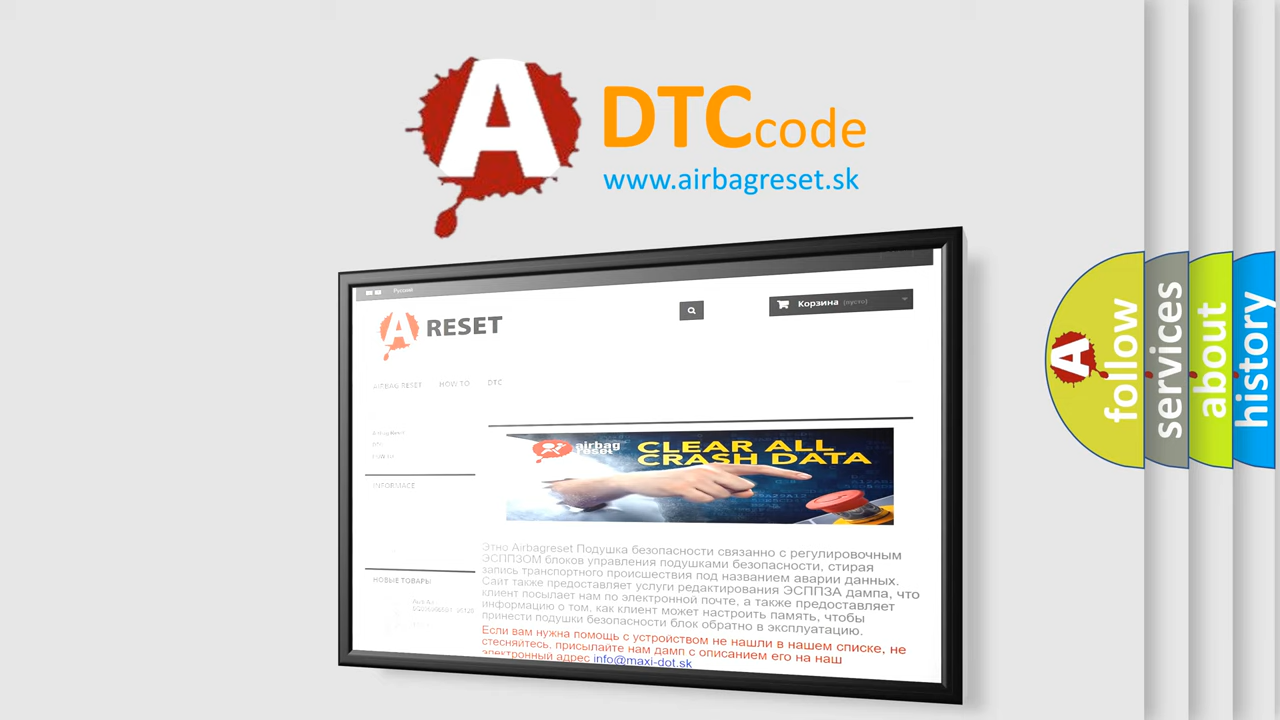 A
DTCcode
www.airbagreset.sk
Русский
A RESET
Корзина (пусто)
AIRBAG RESET HOW TO DTC
INFORMACE
airbag
reset
CLEAR ALL
CRASH DATA
Этно Airbagreset Подушка безопасности связанно с регулировочным
ЭСППЗОМ блоков управления подушками безопасности, стирая
запись транспортного происшествия под названием аварии данных.
Сайт также предоставляет услуги редактирования ЭСППЗА дампа, что
клиент посылает нам по электронной почте, а также предоставляет
информацию о том, как клиент может настроить память, чтобы
принести подушки безопасности блок обратно в эксплуатацию.
Если вам нужна помощь с устройством не нашли в нашем списке, не
стесняйтесь, присылайте нам дамп с описанием его на наш
электронный адрес info@maxi-dot.sk
НОВЫЕ ТОВАРЫ
A
follow
services
about
history